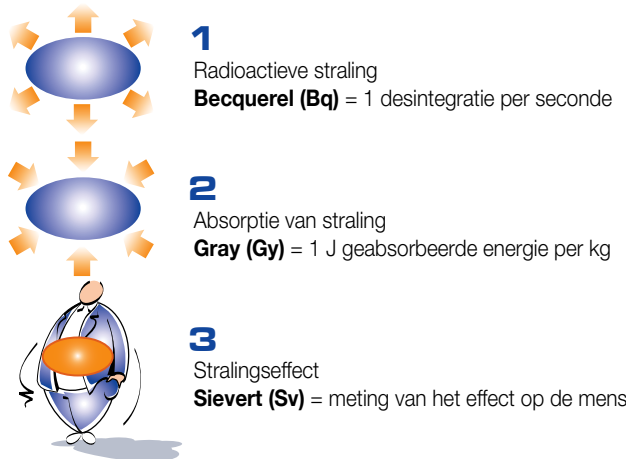 1
Radioactieve straling
Becquerel (Bq) = 1 desintegratie per seconde
2
Absorptie van straling
Gray (Gy) = 1 J geabsorbeerde energie per kg
3
Stralingseffect
Sievert (Sv) = meting van het effect op de mens